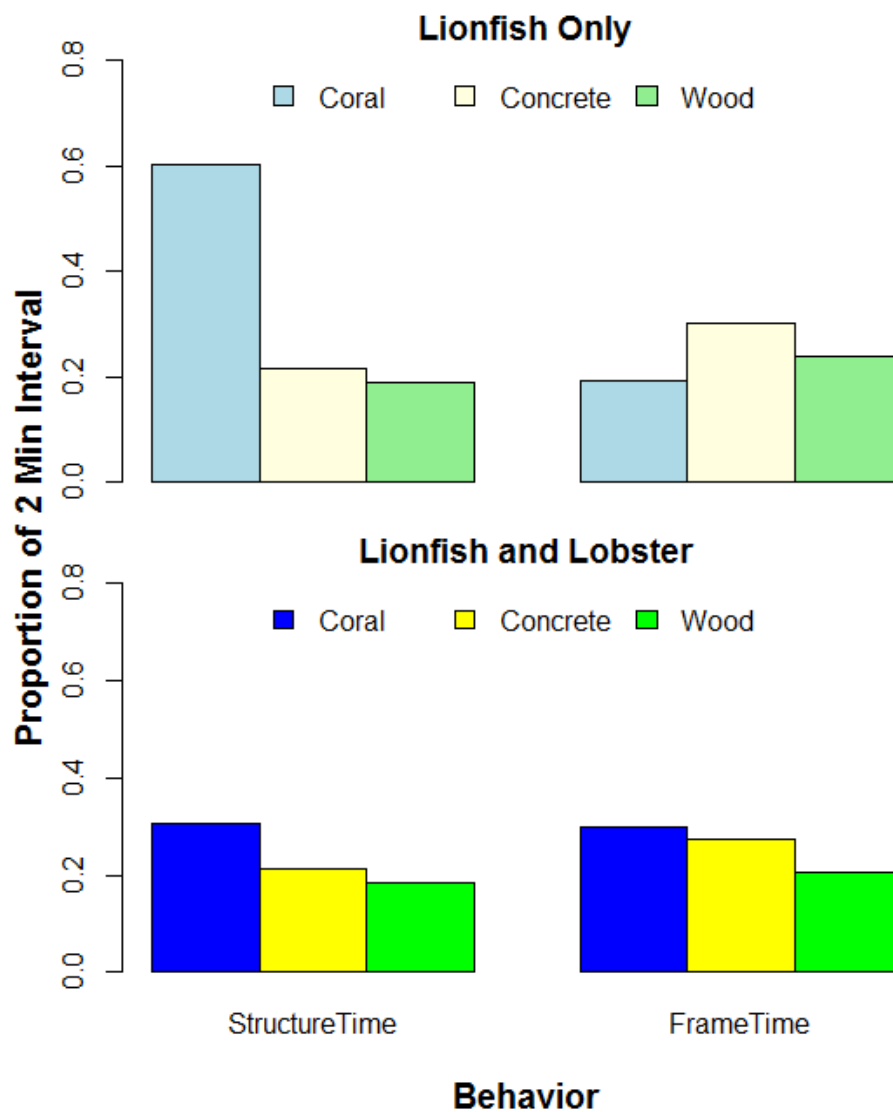 Lionfish Only
Coral Concrete Wood
0.8
0.6
0.4
0.2
0.0
Proportion of 2 Min Interval
Lionfish and Lobster
Coral Concrete Wood
0.8
0.6
0.4
0.2
0.0
StructureTime FrameTime
Behavior